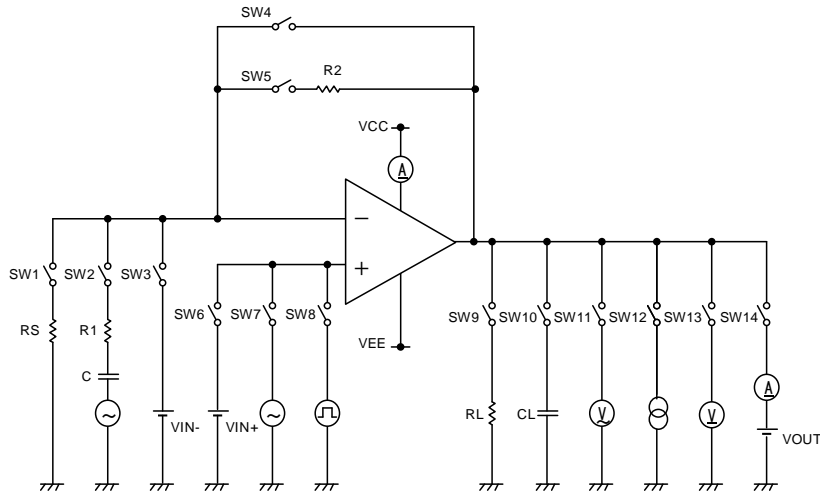 SW4
SW5 R2
VCC
A
−
+
SW1 SW2 SW3
SW6 SW7 SW8
SW9 SW10 SW11 SW12 SW13 SW14
RS R1
VEE
C
A
RL CL V V
VIN- VIN+
VOUT